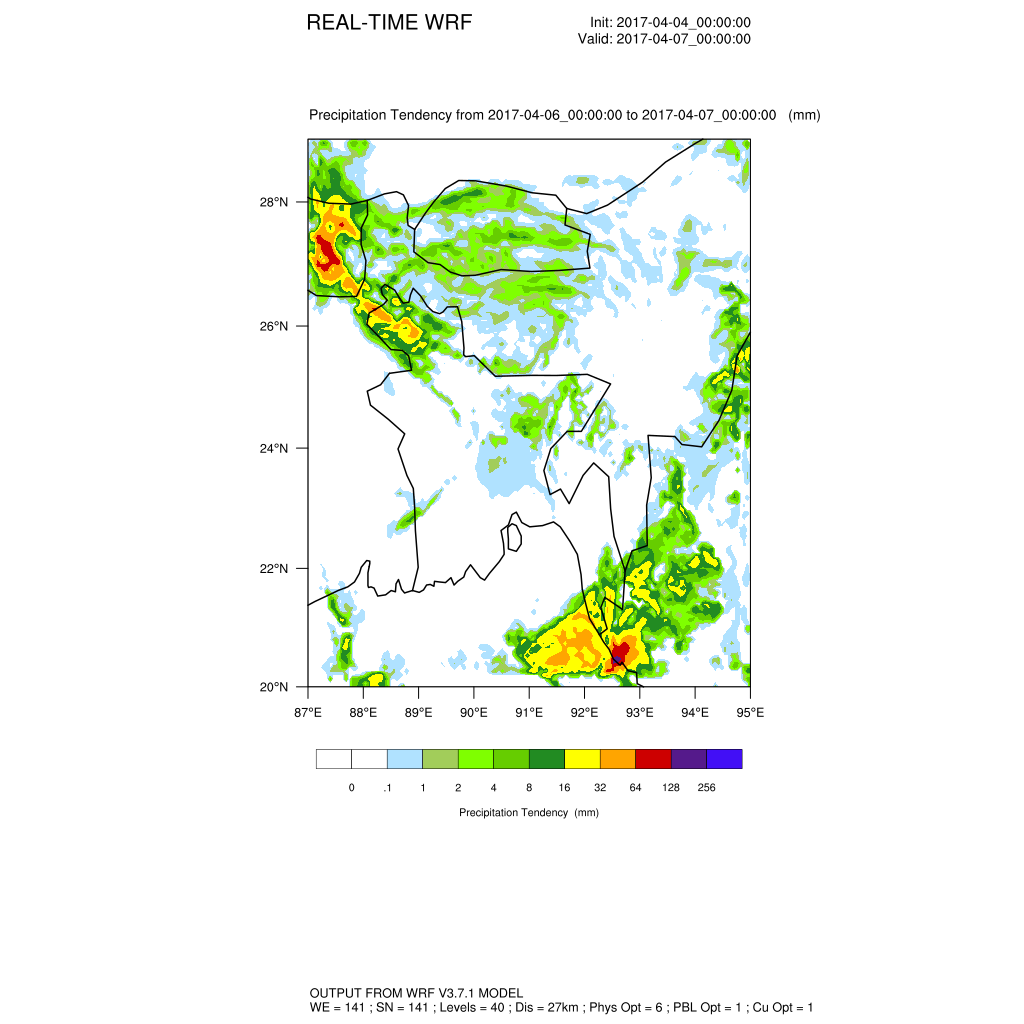 REAL-TIME WRF
Init: 2017-04-04_00:00:00
Valid: 2017-04-07_00:00:00
Precipitation Tendency from 2017-04-06_00:00:00 to 2017-04-07_00:00:00 (mm)
28°N
26°N
24°N
22°N
20°N
87°E 88°E 89°E 90°E 91°E 92°E 93°E 94°E 95°E
0 .1 1 2 4 8 16 32 64 128 256
Precipitation Tendency (mm)
OUTPUT FROM WRF V3.7.1 MODEL
WE = 141 ; SN = 141 ; Levels = 40 ; Dis = 27km ; Phys Opt = 6 ; PBL Opt = 1 ; Cu Opt = 1